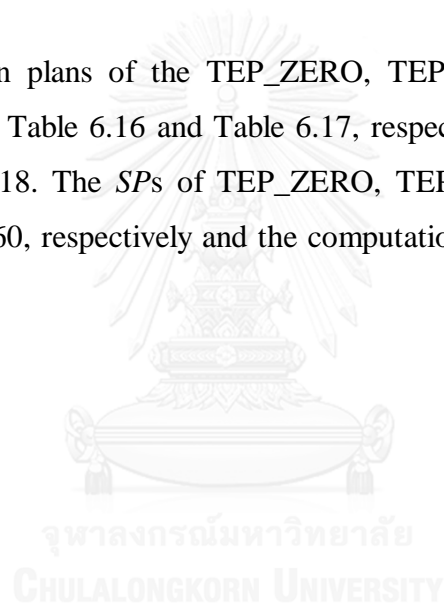 n plans of the TEP_ZERO, TEP
Table 6.16 and Table 6.17, respec
18. The SPs of TEP_ZERO, TEP
60, respectively and the computatio
จุฬาลงกรณ์มหาวิทยาลัย
CHULALONGKORN UNIVERSITY